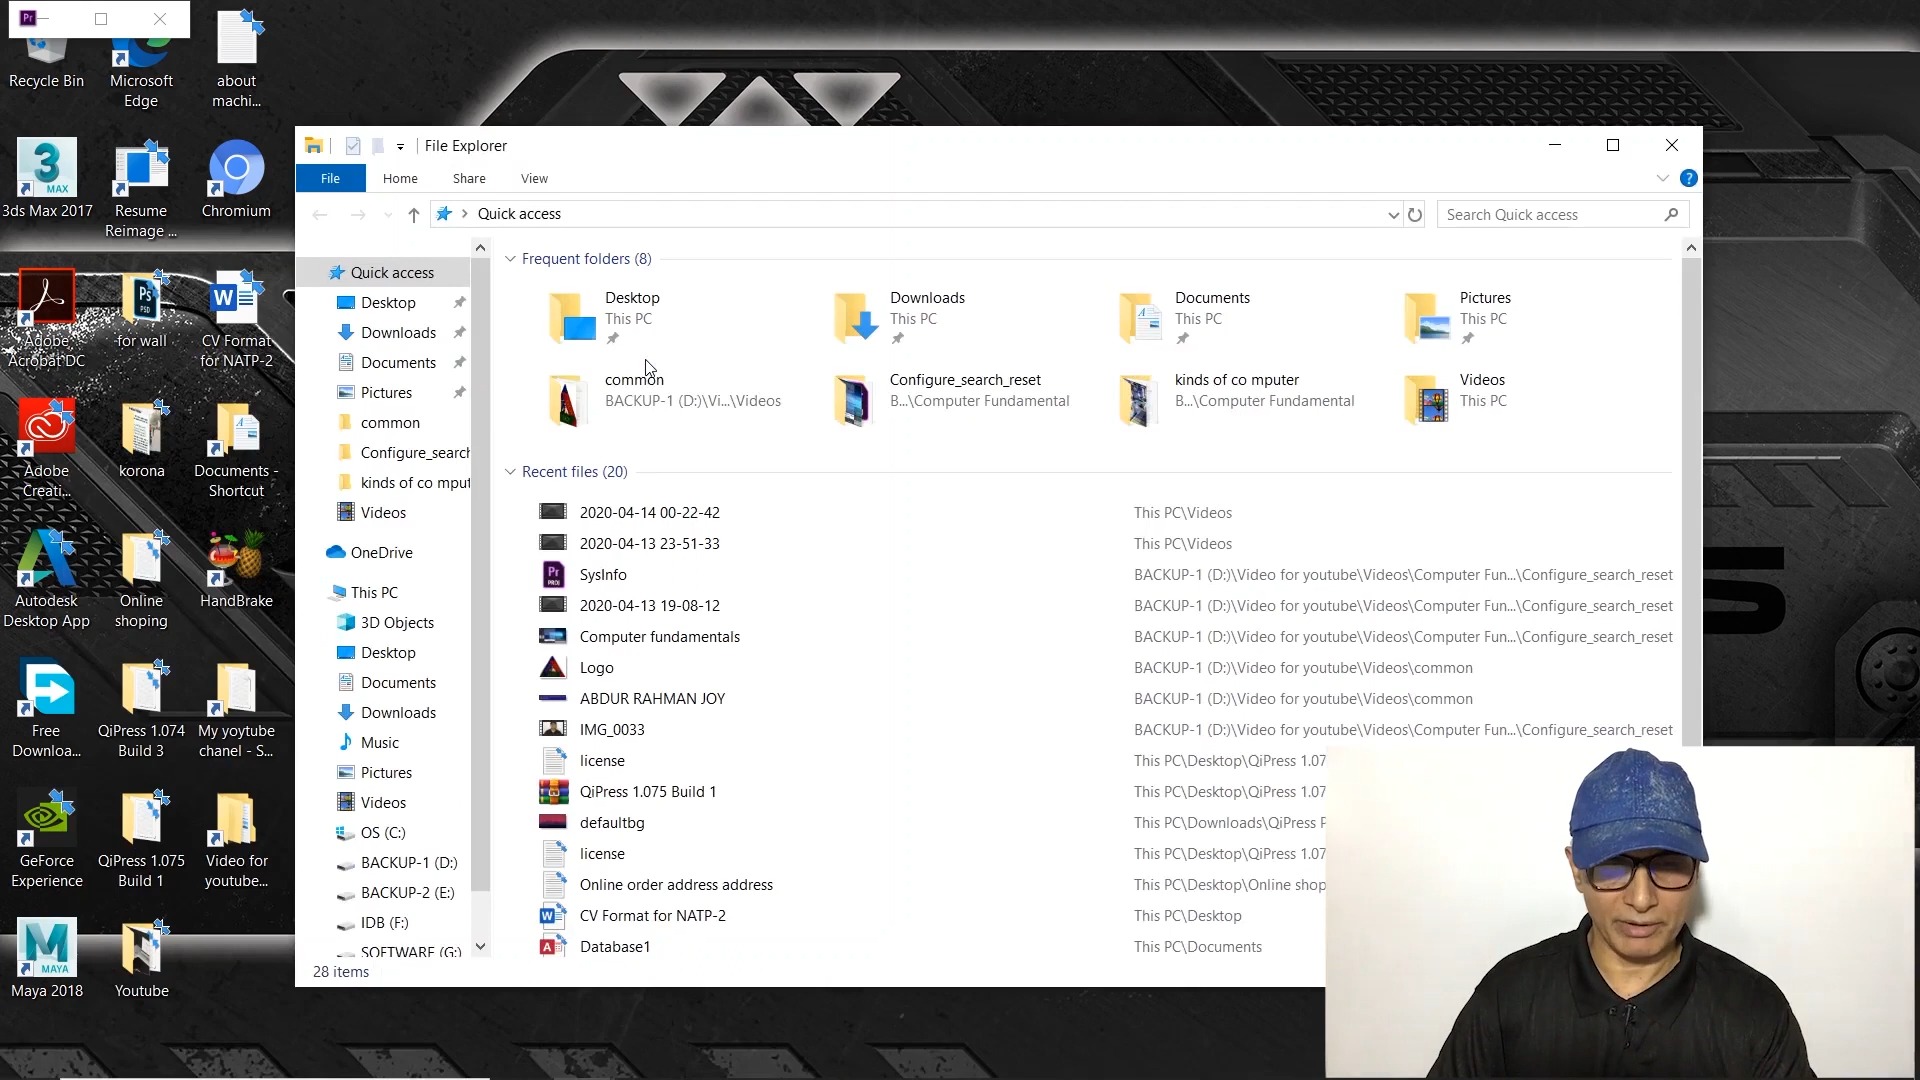 Pr
Recycle Bin
Microsoft
Edge
about
machi...
3
MAX
3ds Max 2017
Resume
Reimage ...
Chromium
Adobe
Acrobat DC
Ps
PSD
for wall
W
CV Format
for NATP-2
Adobe
Creati...
korona
Documents -
Shortcut
Autodesk
Desktop App
Online
shoping
HandBrake
Free
Downloa...
QiPress 1.074
Build 3
My yoytube
chanel - S...
GeForce
Experience
QiPress 1.075
Build 1
Video for
youtube...
MAYA
Maya 2018
Youtube
File Explorer
File
Home
Share
View
?
Quick access
Search Quick access
Quick access
Desktop
Downloads
Documents
Pictures
common
Configure_search
kinds of co mput
Videos
OneDrive
This PC
3D Objects
Desktop
Documents
Downloads
Music
Pictures
Videos
OS (C:)
BACKUP-1 (D:)
BACKUP-2 (E:)
IDB (F:)
SOFTWARE (G:)
28 items
Frequent folders (8)
Desktop
This PC
Downloads
This PC
Documents
This PC
Pictures
This PC
common
BACKUP-1 (D:)\Vi...\Videos
Configure_search_reset
B...\Computer Fundamental
kinds of co mputer
B...\Computer Fundamental
Videos
This PC
Recent files (20)
2020-04-14 00-22-42 This PC\Videos
2020-04-13 23-51-33 This PC\Videos
Pr
PROJ
SysInfo BACKUP-1 (D:)\Video for youtube\Videos\Computer Fun...\Configure_search_reset
2020-04-13 19-08-12 BACKUP-1 (D:)\Video for youtube\Videos\Computer Fun...\Configure_search_reset
Computer fundamentals BACKUP-1 (D:)\Video for youtube\Videos\Computer Fun...\Configure_search_reset
Logo BACKUP-1 (D:)\Video for youtube\Videos\common
ABDUR RAHMAN JOY BACKUP-1 (D:)\Video for youtube\Videos\common
IMG_0033 BACKUP-1 (D:)\Video for youtube\Videos\Computer Fun...\Configure_search_reset
license This PC\Desktop\QiPress 1.07
QiPress 1.075 Build 1 This PC\Desktop\QiPress 1.07
defaultbg This PC\Downloads\QiPress P
license This PC\Desktop\QiPress 1.07
Online order address address This PC\Desktop\Online shop
CV Format for NATP-2 This PC\Desktop
Database1 This PC\Documents